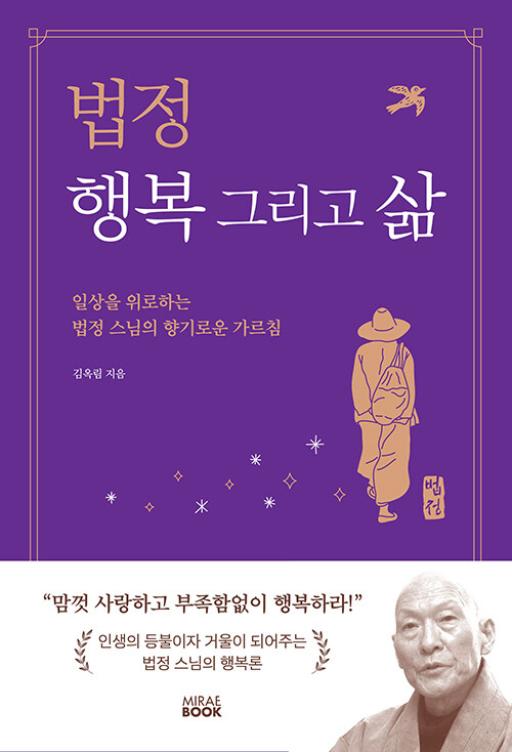 법정
행복 그리고 삶
일상을 위로하는
법정 스님의 향기로운 가르침
김옥림 지음
법정
“맘껏 사랑하고 부족함없이 행복하라!”
인생의 등불이자 거울이 되어주는
법정 스님의 행복론
MIRAE
BOOK